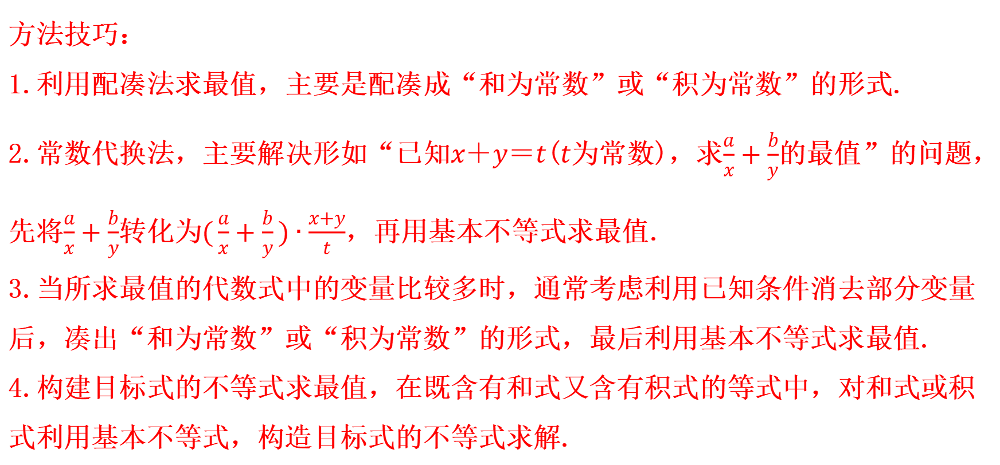 方法技巧：
1. 利用配凑法求最值，主要是配凑成“和为常数”或“积为常数”的形式.
2. 常数代换法，主要解决形如“已知x＋y＝t(t为常数)，求a/x + b/y的最值”的问题，
先将a/x + b/y转化为(a/x + b/y)·(x+y)/t，再用基本不等式求最值.
3. 当所求最值的代数式中的变量比较多时，通常考虑利用已知条件消去部分变量
后，凑出“和为常数”或“积为常数”的形式，最后利用基本不等式求最值.
4. 构建目标式的不等式求最值，在既含有和式又含有积式的等式中，对和式或积
式利用基本不等式，构造目标式的不等式求解.